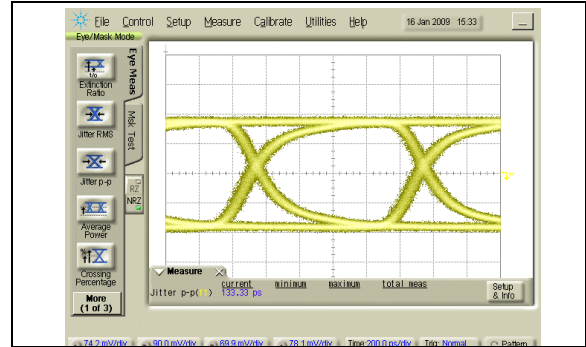 File Control Setup Measure Calibrate Utilities Help 16 Jan 2009 15:33
Eye/Mask Mode
Extinction
Ratio
Jitter RMS
Jitter p-p
Average
Power
Crossing
Percentage
More
(1 of 3)
Eye Meas
Msk Test
RZ
NRZ
Measure
current minimum maximum total meas
Jitter p-p( ) 133.33 ps
Setup
& Info
74.2 mV/div 90.0 mV/div 69.9 mV/div 78.1 mV/div Time:200.0 ps/div Trig: Normal Pattern